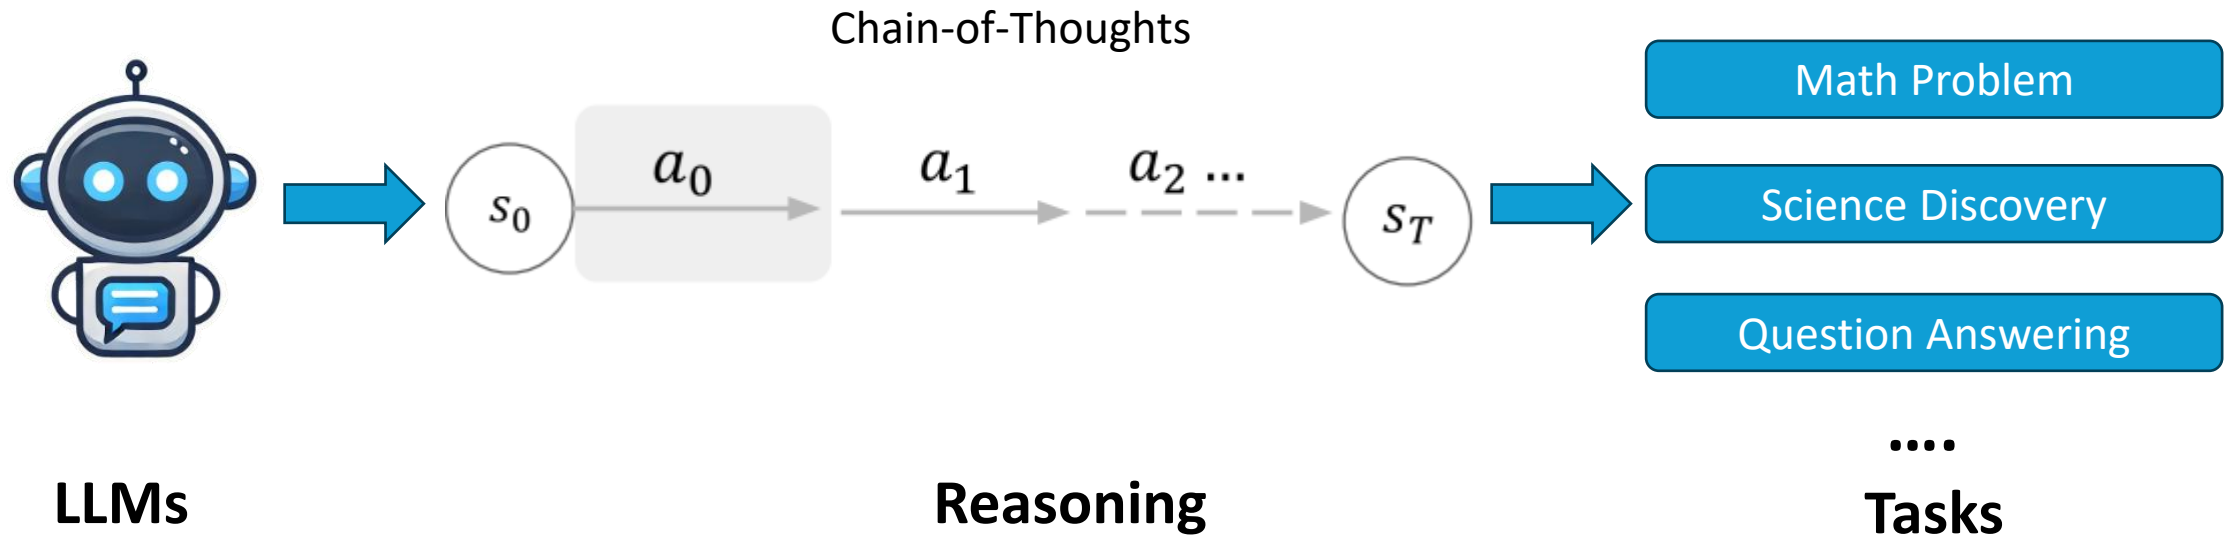 Chain-of-Thoughts
s0
a0
a1
a2 ...
sT
Math Problem
Science Discovery
Question Answering
....
LLMs
Reasoning
Tasks